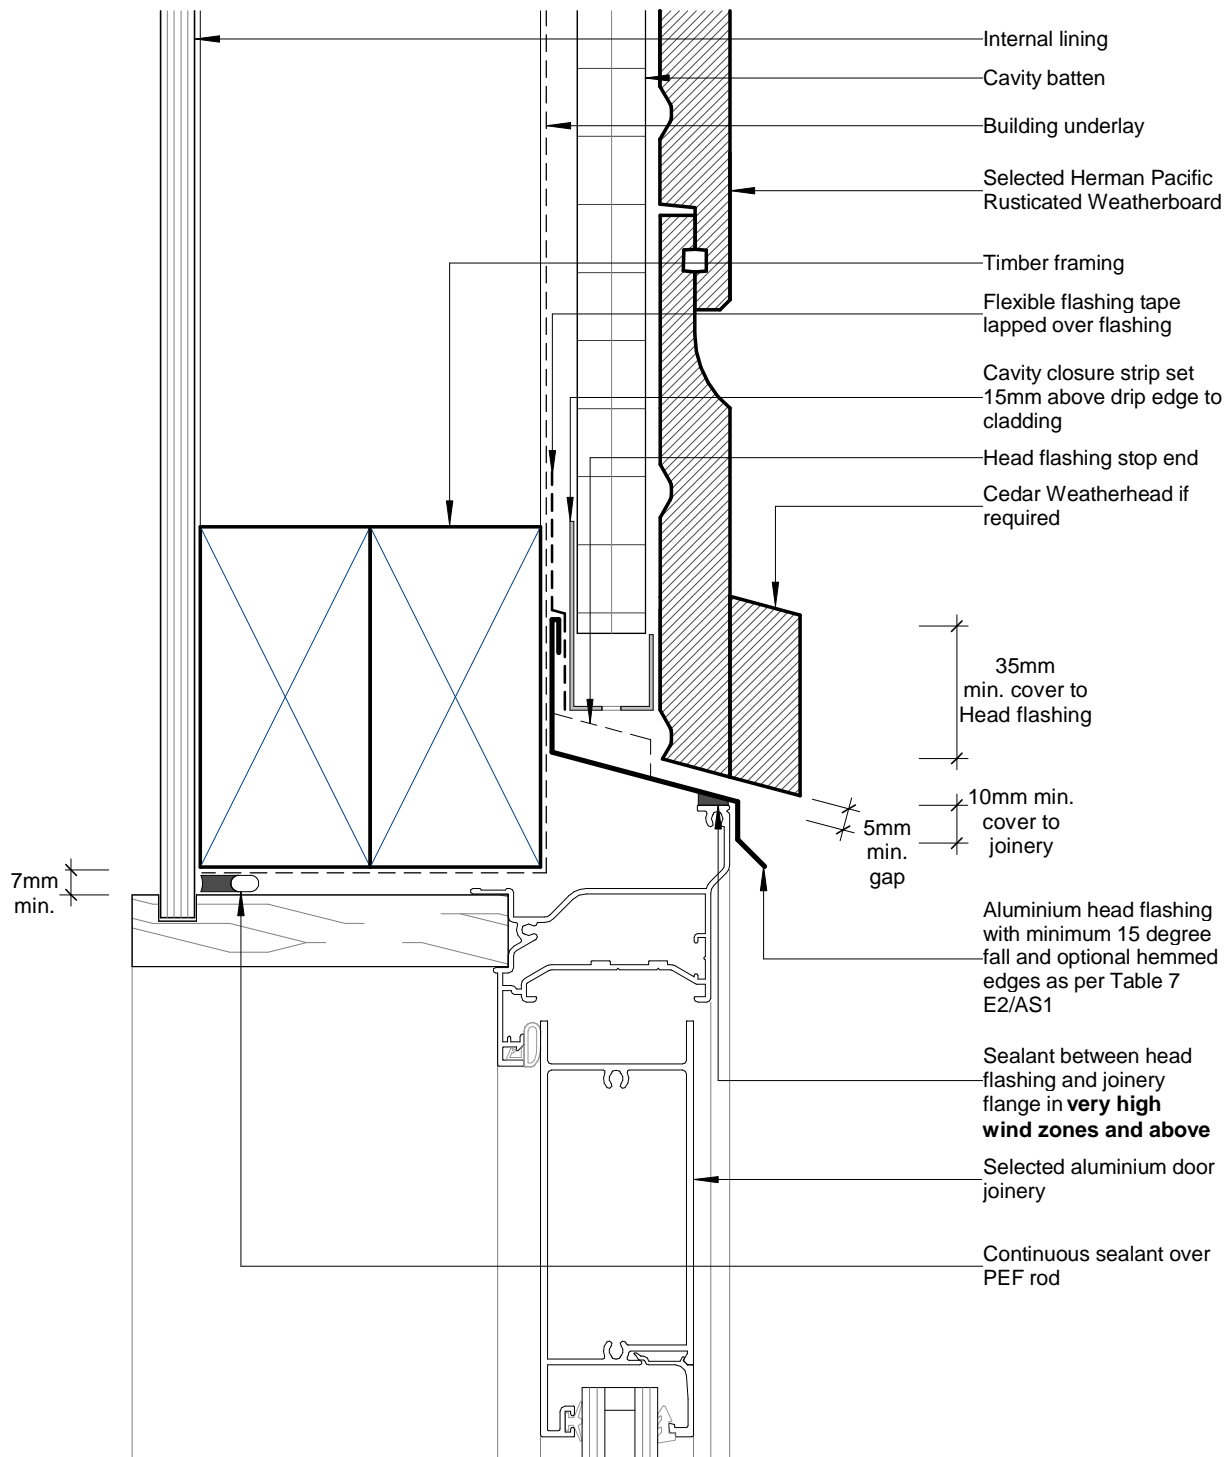 Internal lining
Cavity batten
Building underlay
Selected Herman Pacific
Rusticated Weatherboard
Timber framing
Flexible flashing tape
lapped over flashing
Cavity closure strip set
15mm above drip edge to
cladding
Head flashing stop end
Cedar Weatherhead if
required
35mm
min. cover to
Head flashing
10mm min.
cover to
joinery
5mm
min.
gap
7mm
min.
Aluminium head flashing
with minimum 15 degree
fall and optional hemmed
edges as per Table 7
E2/AS1
Sealant between head
flashing and joinery
flange in very high
wind zones and above
Selected aluminium door
joinery
Continuous sealant over
PEF rod